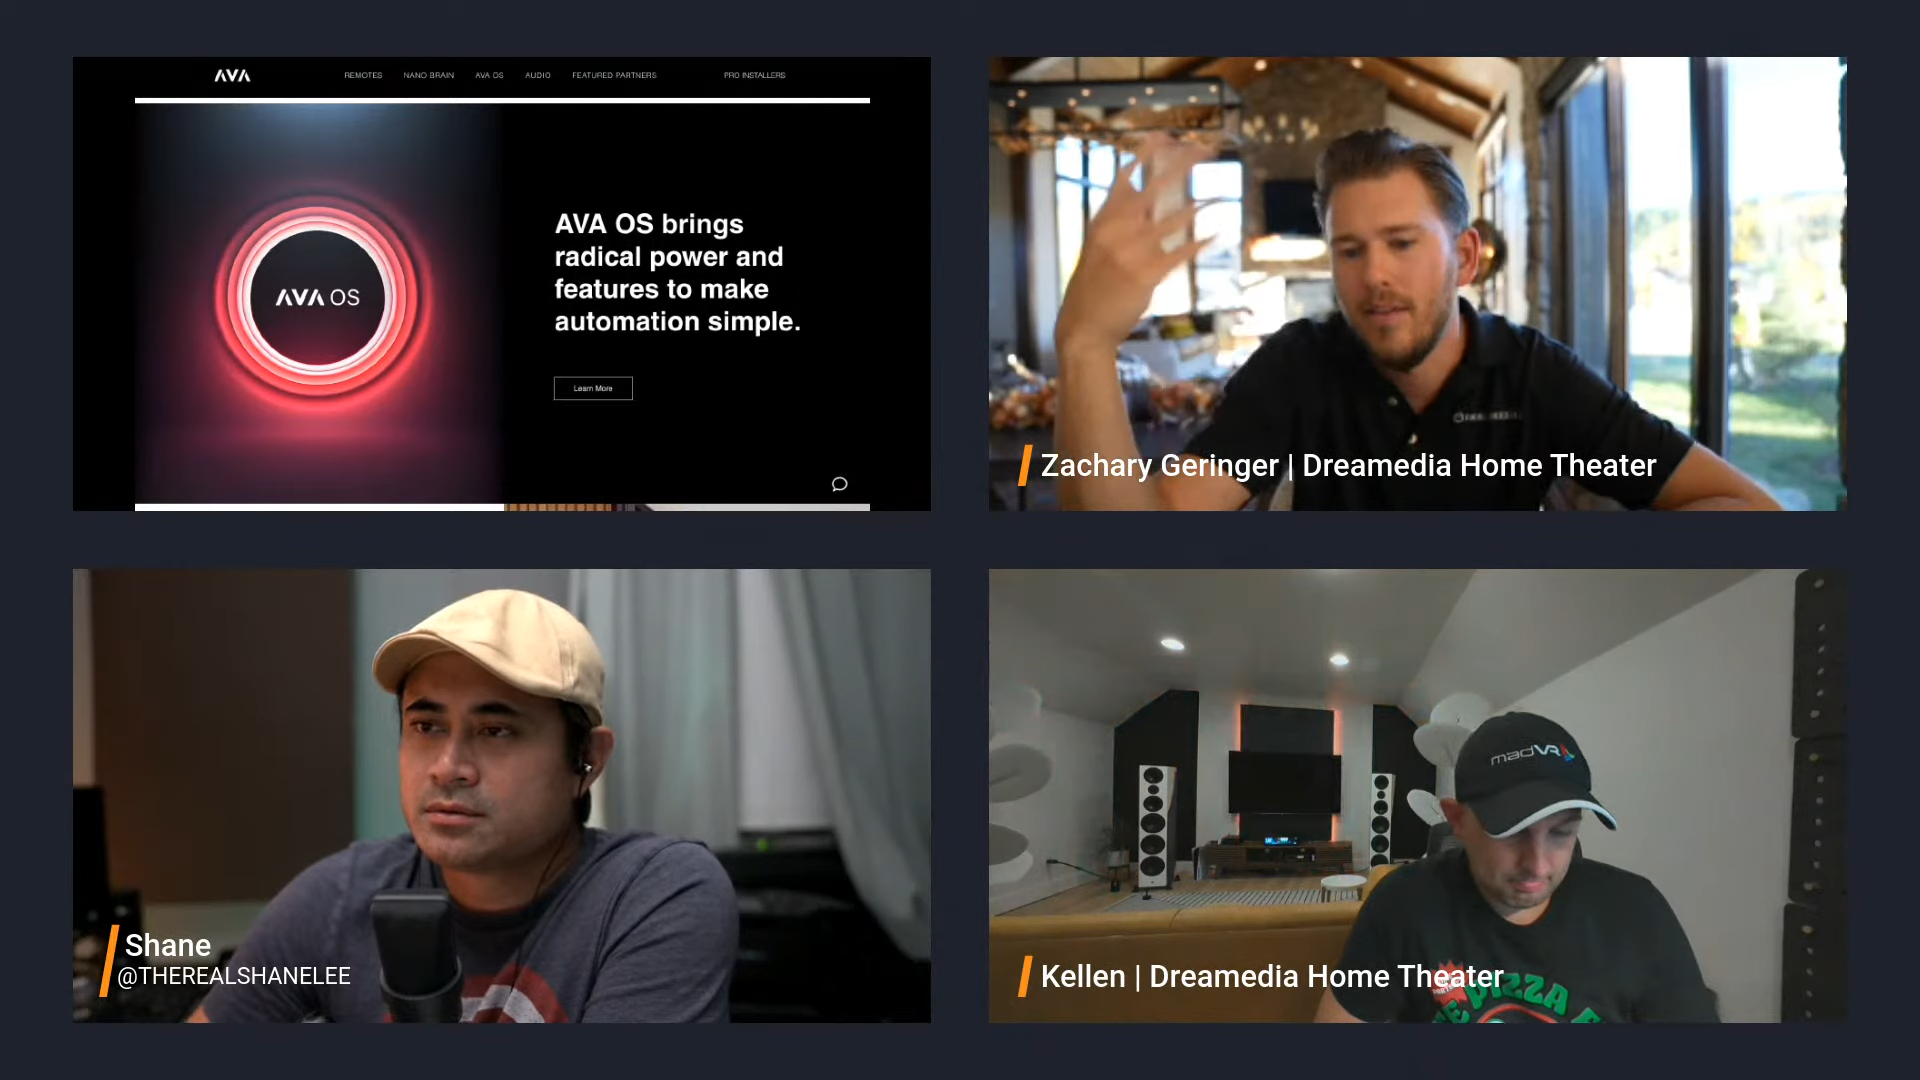 AVA
REMOTES NANO BRAIN AVA OS AUDIO FEATURED PARTNERS PRO INSTALLERS
AVA OS
AVA OS brings
radical power and
features to make
automation simple.
Learn More
Zachary Geringer | Dreamedia Home Theater
Shane
@THEREALSHANELEE
madVR
Kellen | Dreamedia Home Theater
PIZZA